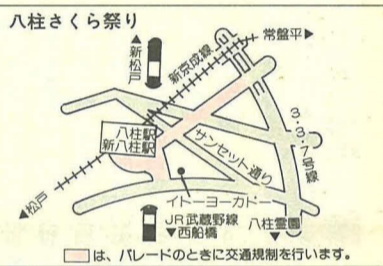 八柱さくら祭り
▲新松戸
新京成線
常盤平▶
3・3・7号線
八柱駅
新八柱駅
サンセット通り
◀松戸
イトーヨーカドー
JR武蔵野線
▼西船橋
八柱霊園
▼
は、パレードのときに交通規制を行います。